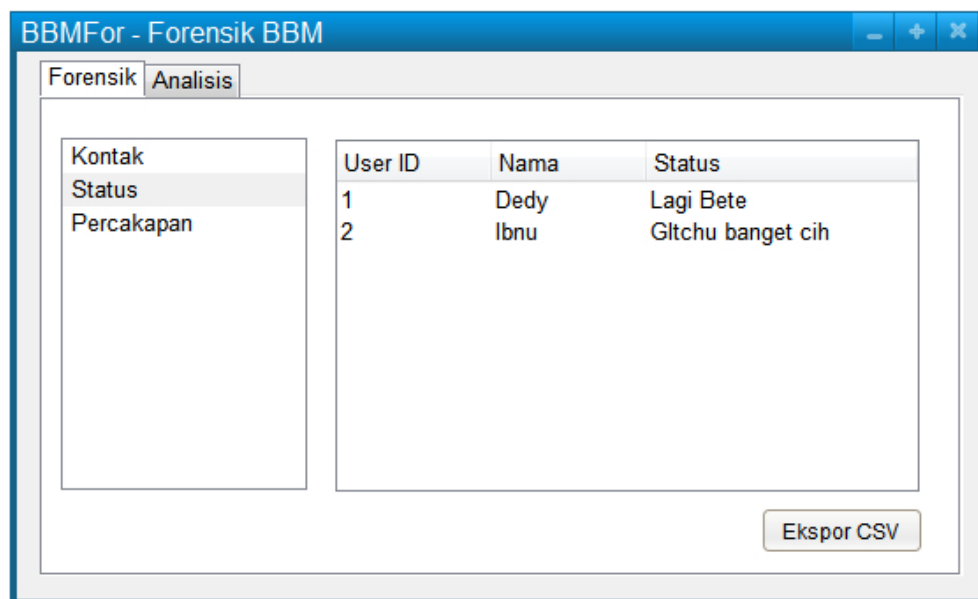 BBMFor - Forensik BBM
Forensik Analisis
Kontak
Status
Percakapan
User ID Nama Status
1 Dedy Lagi Bete
2 Ibnu Gltchu banget cih
Ekspor CSV